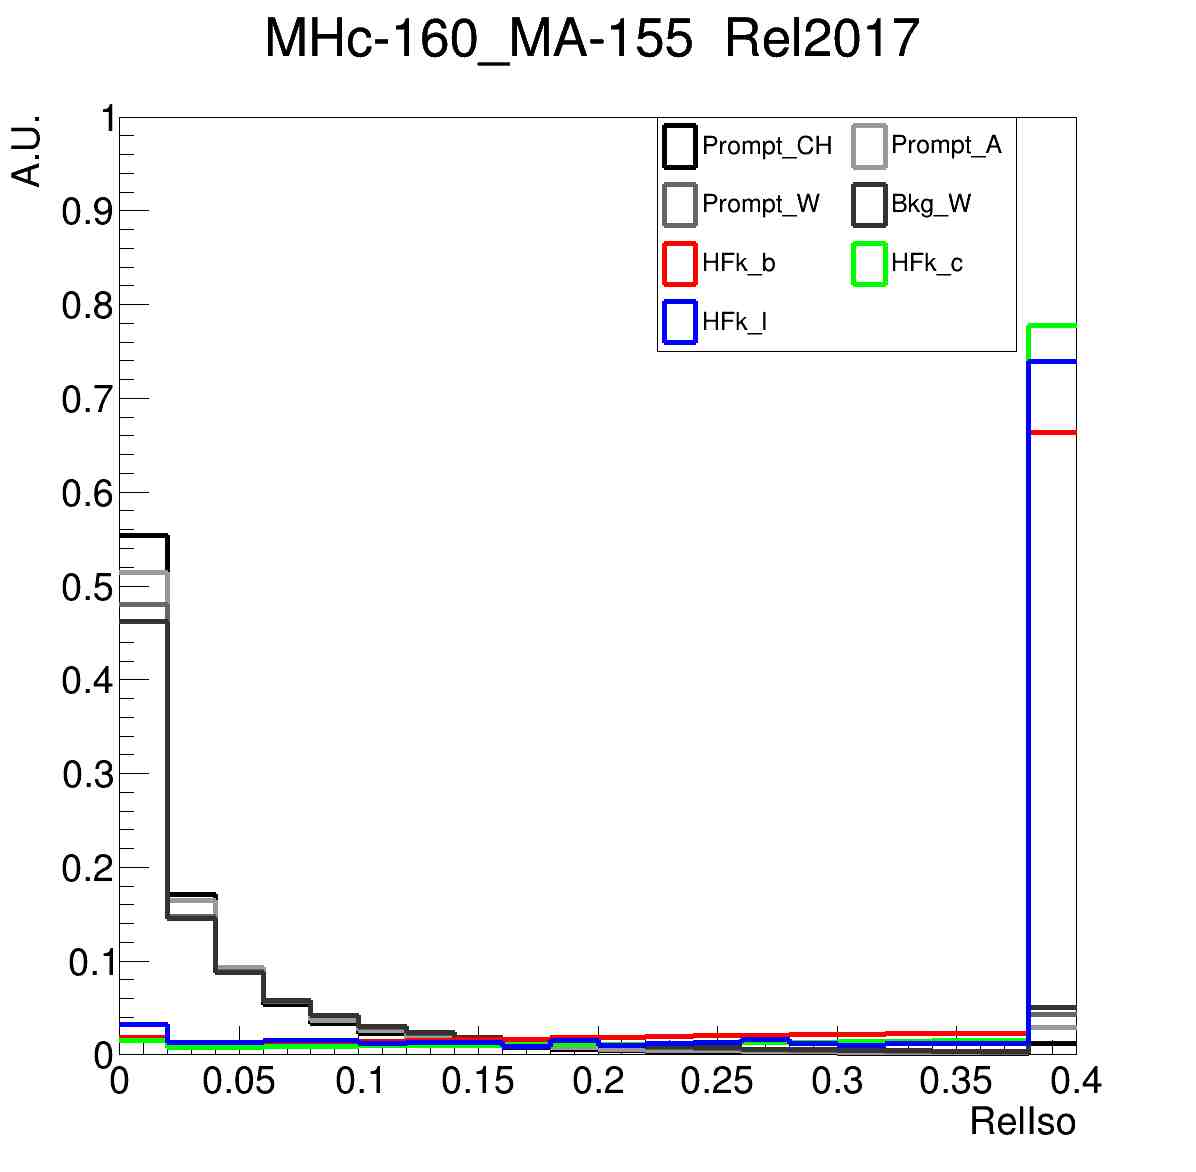 MHc-160_MA-155 Rel2017
A.U.
1
0.9
0.8
0.7
0.6
0.5
0.4
0.3
0.2
0.1
0
Prompt_CH Prompt_A
Prompt_W Bkg_W
HFk_b HFk_c
HFk_l
0 0.05 0.1 0.15 0.2 0.25 0.3 0.35 0.4
RelIso